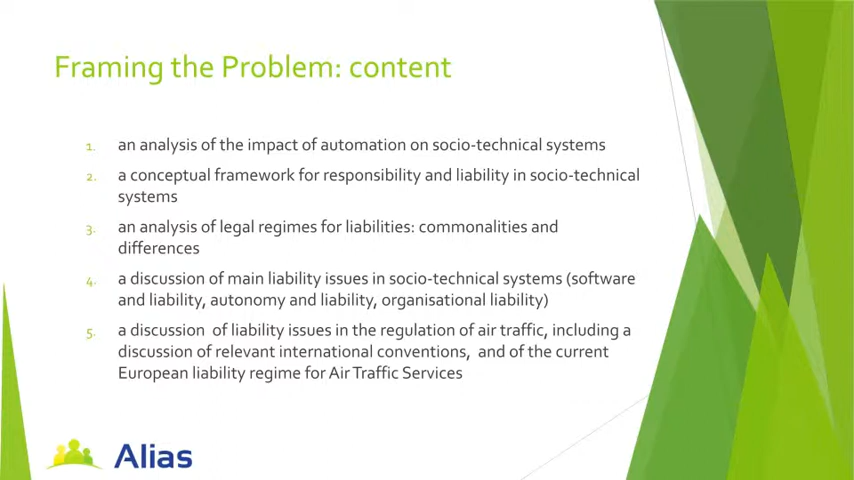 Framing the Problem: content
1. an analysis of the impact of automation on socio-technical systems
2. a conceptual framework for responsibility and liability in socio-technical
systems
3. an analysis of legal regimes for liabilities: commonalities and
differences
4. a discussion of main liability issues in socio-technical systems (software
and liability, autonomy and liability, organisational liability)
5. a discussion of liability issues in the regulation of air traffic, including a
discussion of relevant international conventions, and of the current
European liability regime for Air Traffic Services
Alias